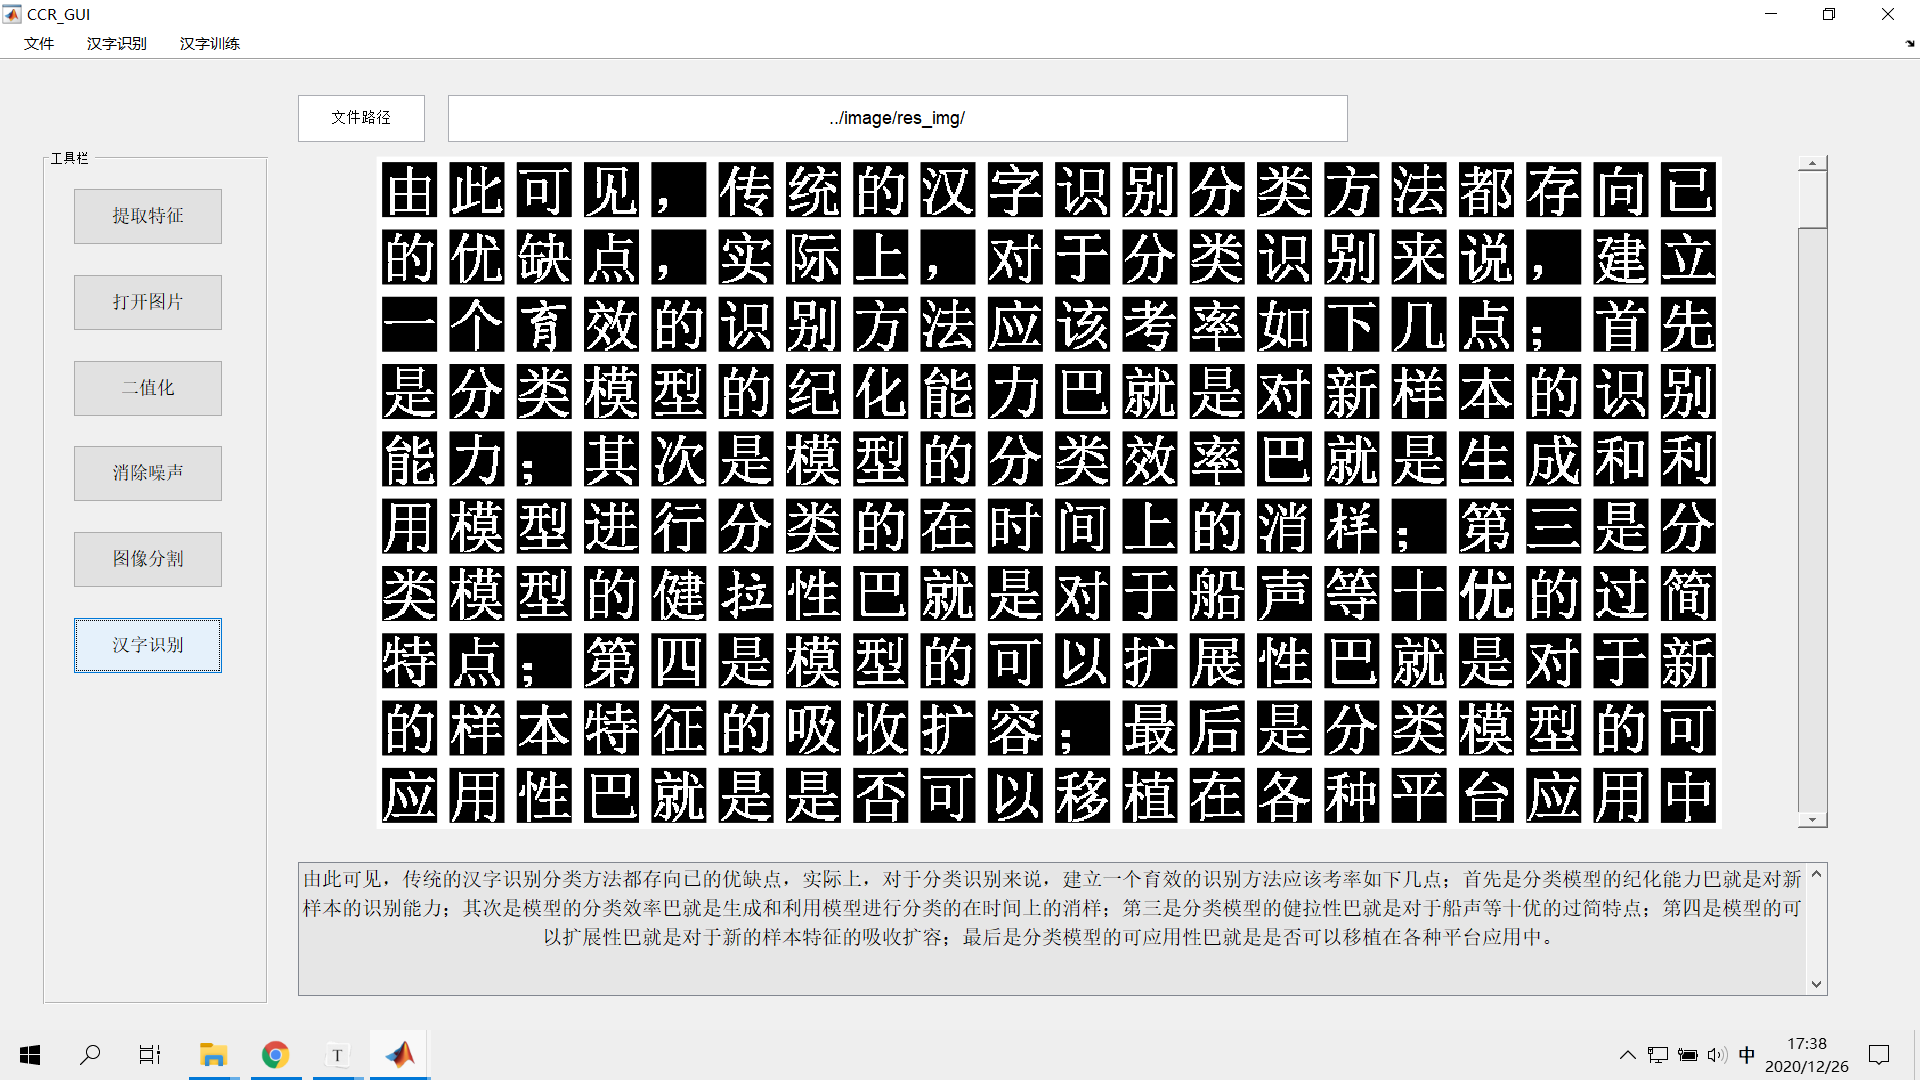 CCR_GUI
文件 汉字识别 汉字训练
文件路径 ../image/res_img/
工具栏
提取特征
打开图片
二值化
消除噪声
图像分割
汉字识别
由此可见，传统的汉字识别分类方法都存向已
的优缺点，实际上，对于分类识别来说，建立
一个育效的识别方法应该考率如下几点；首先
是分类模型的纪化能力巴就是对新样本的识别
能力；其次是模型的分类效率巴就是生成和利
用模型进行分类的在时间上的消样；第三是分
类模型的健拉性巴就是对于船声等十优的过简
特点；第四是模型的可以扩展性巴就是对于新
的样本特征的吸收扩容；最后是分类模型的可
应用性巴就是是否可以移植在各种平台应用中
由此可见，传统的汉字识别分类方法都存向已的优缺点，实际上，对于分类识别来说，建立一个育效的识别方法应该考率如下几点；首先是分类模型的纪化能力巴就是对新
样本的识别能力；其次是模型的分类效率巴就是生成和利用模型进行分类的在时间上的消样；第三是分类模型的健拉性巴就是对于船声等十优的过简特点；第四是模型的可
以扩展性巴就是对于新的样本特征的吸收扩容；最后是分类模型的可应用性巴就是是否可以移植在各种平台应用中。
T
中
17:38
2020/12/26